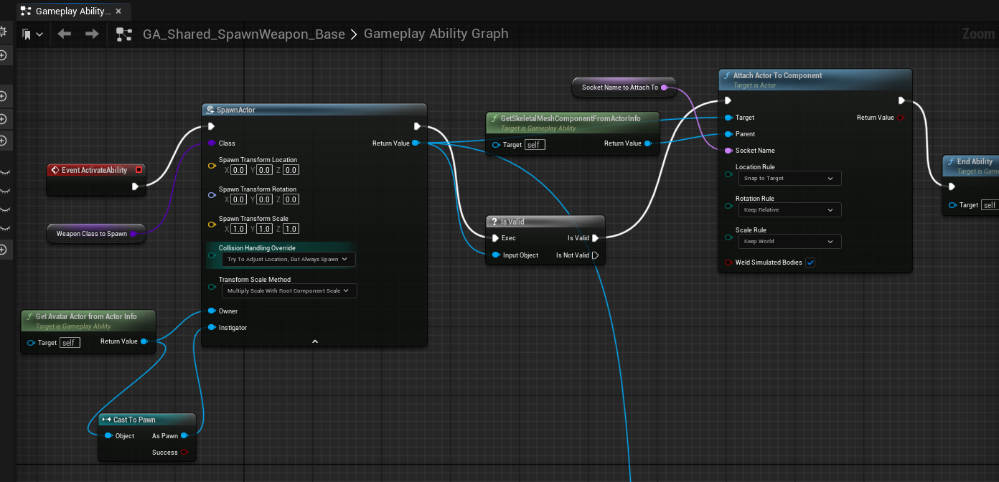 Gameplay Ability...
GA_Shared_SpawnWeapon_Base > Gameplay Ability Graph
Zoom
Event ActivateAbility
Weapon Class to Spawn
SpawnActor
Class
Return Value
Spawn Transform Location
X 0.0 Y 0.0 Z 0.0
Spawn Transform Rotation
X 0.0 Y 0.0 Z 0.0
Spawn Transform Scale
X 1.0 Y 1.0 Z 1.0
Collision Handling Override
Try To Adjust Location, But Always Spawn
Transform Scale Method
Multiply Scale With Root Component Scale
Owner
Instigator
Get Avatar Actor from Actor Info
Target is Gameplay Ability
Target self
Return Value
Cast To Pawn
Object
As Pawn
Success
GetSkeletalMeshComponentFromActorInfo
Target is Gameplay Ability
Target self
Return Value
? Is Valid
Exec
Is Valid
Input Object
Is Not Valid
Socket Name to Attach To
f Attach Actor To Component
Target is Actor
Target
Return Value
Parent
Socket Name
Location Rule
Snap to Target
Rotation Rule
Keep Relative
Scale Rule
Keep World
Weld Simulated Bodies
f End Ability
Target is Game
Target self